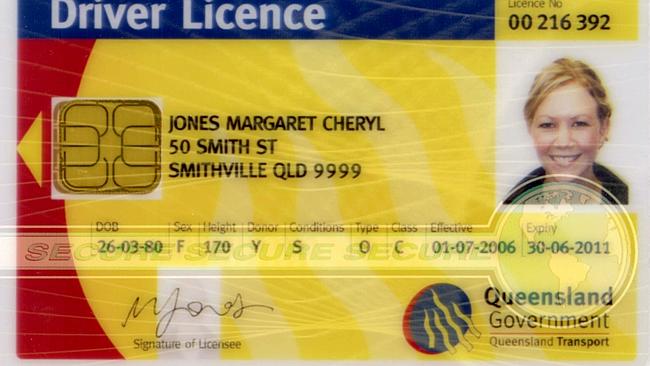 Driver Licence
Licence No
00 216 392
JONES MARGARET CHERYL
50 SMITH ST
SMITHVILLE QLD 9999
DOB Sex Height Donor Conditions Type Class Effective Expiry
26-03-80 F 170 Y S O C 01-07-2006 30-06-2011
SECURE SECURE SECURE
M Jones
Signature of Licensee
Queensland
Government
Queensland Transport